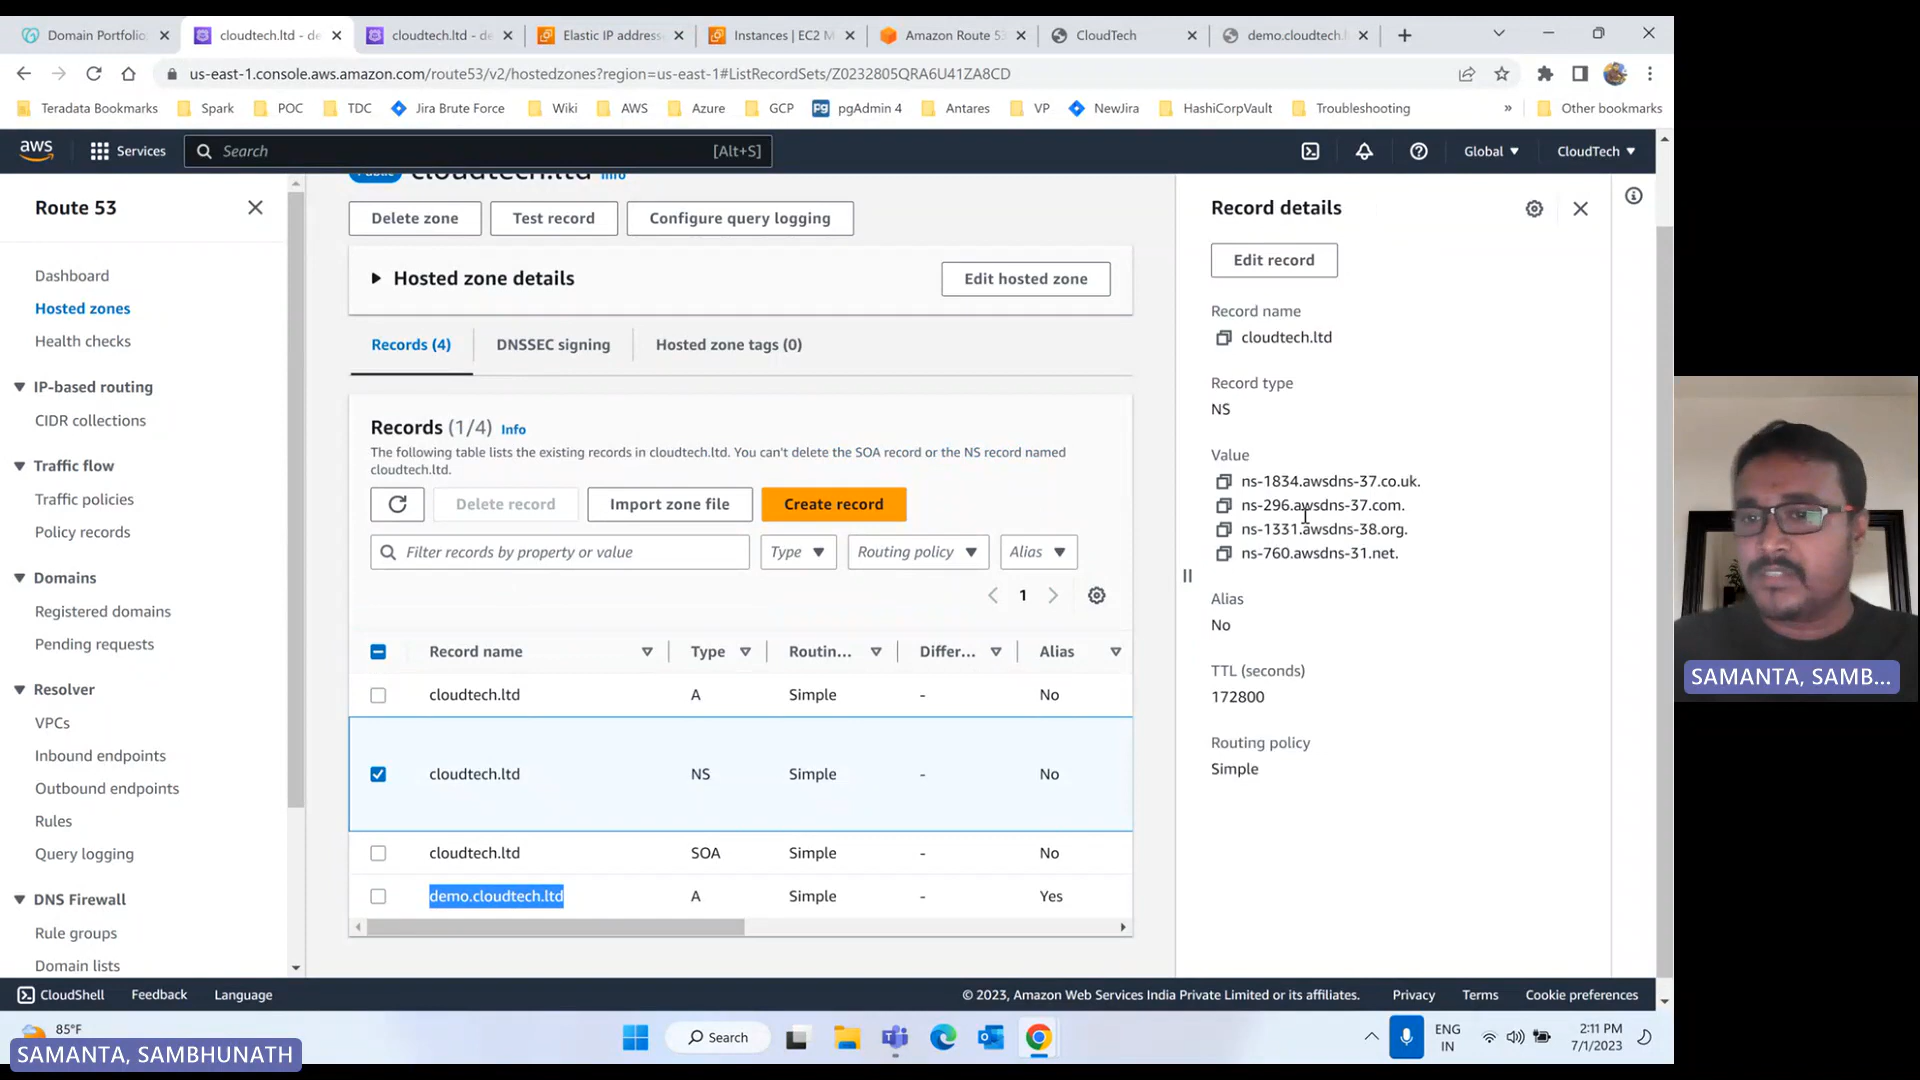 Domain Portfolio
cloudtech.ltd - de
cloudtech.ltd - de
Elastic IP address
Instances | EC2 M
Amazon Route 53
CloudTech
demo.cloudtech.l
us-east-1.console.aws.amazon.com/route53/v2/hostedzones?region=us-east-1#ListRecordSets/Z0232805QRA6U41ZA8CD
Teradata Bookmarks
Spark
POC
TDC
Jira Brute Force
Wiki
AWS
Azure
GCP
Pg
pgAdmin 4
Antares
VP
NewJira
HashiCorpVault
Troubleshooting
»
Other bookmarks
aws
Services
Search
[Alt+S]
Global
CloudTech
Route 53
Dashboard
Hosted zones
Health checks
IP-based routing
CIDR collections
Traffic flow
Traffic policies
Policy records
Domains
Registered domains
Pending requests
Resolver
VPCs
Inbound endpoints
Outbound endpoints
Rules
Query logging
DNS Firewall
Rule groups
Domain lists
Public
cloudtech.ltd
Info
Delete zone
Test record
Configure query logging
Hosted zone details
Edit hosted zone
Records (4)
DNSSEC signing
Hosted zone tags (0)
Records (1/4) Info
The following table lists the existing records in cloudtech.ltd. You can't delete the SOA record or the NS record named
cloudtech.ltd.
Delete record
Import zone file
Create record
Filter records by property or value
Type
Routing policy
Alias
1
Record name
Type
Routin...
Differ...
Alias
cloudtech.ltd A Simple - No
cloudtech.ltd NS Simple - No
cloudtech.ltd SOA Simple - No
demo.cloudtech.ltd A Simple - Yes
Record details
Edit record
Record name
cloudtech.ltd
Record type
NS
Value
ns-1834.awsdns-37.co.uk.
ns-296.awsdns-37.com.
ns-1331.awsdns-38.org.
ns-760.awsdns-31.net.
Alias
No
TTL (seconds)
172800
Routing policy
Simple
SAMANTA, SAMB...
CloudShell
Feedback
Language
© 2023, Amazon Web Services India Private Limited or its affiliates.
Privacy
Terms
Cookie preferences
85°F
Search
ENG
IN
2:11 PM
7/1/2023
SAMANTA, SAMBHUNATH